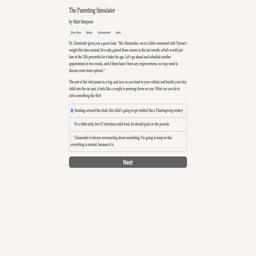 The Parenting Simulator
by Matt Simpson
Show Stats Restart Achievements Menu
Dr. Cheminski gives you a grave look. "Ms. Hernandez, we're a little concerned with Tyrone's
weight this time around; he's only gained three ounces in the last month, which would put
him at the 5th percentile for a baby his age. Let's go ahead and schedule another
appointment in two weeks, and if there hasn't been any improvement, we may need to
discuss some more options."
The rest of the visit passes in a fog, and now as you head to your vehicle and buckle your tiny
child into the car seat, it feels like a weight is pressing down on you. What can you do to
solve something like this?
Feedings around the clock; this child's going to get stuffed like a Thanksgiving turkey!
It's a little early, but if I introduce solid food, he should pack on the pounds.
Cheminski is always overreacting about something; I'm going to keep on like
everything is normal, because it is.
Next